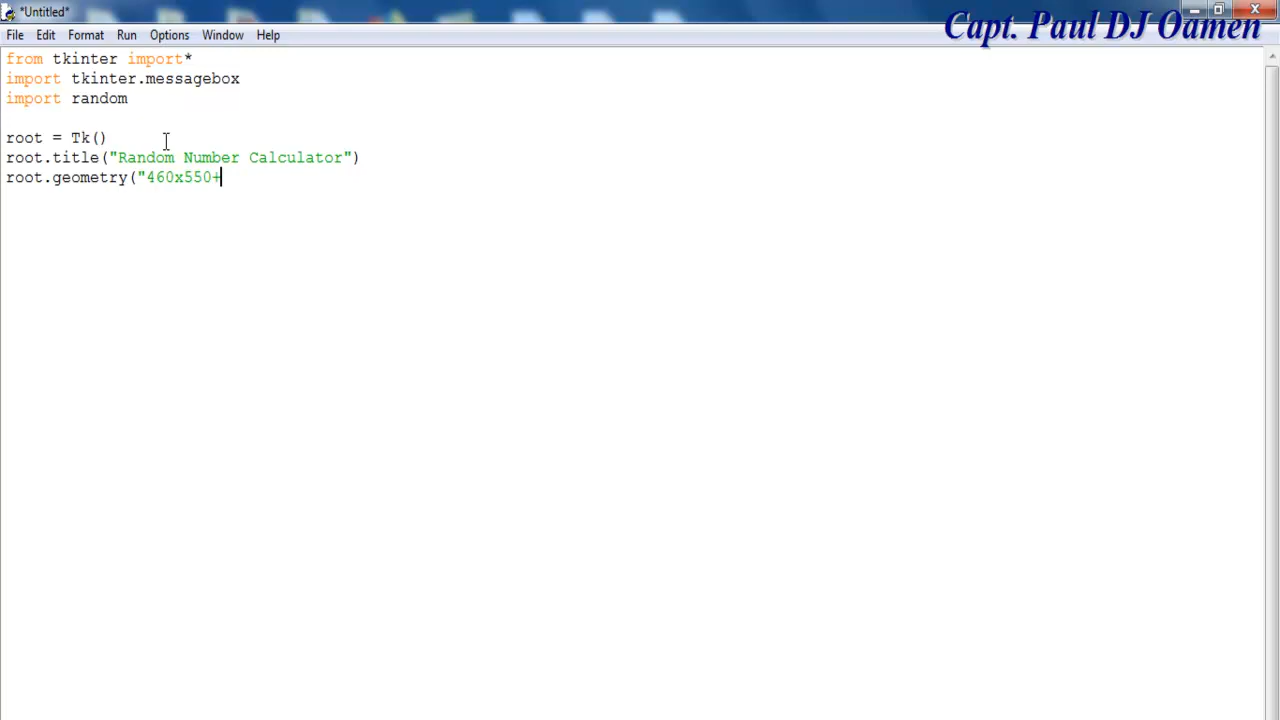 *Untitled*
Capt. Paul DJ Oamen
File Edit Format Run Options Window Help
from tkinter import*
import tkinter.messagebox
import random
root = Tk()
root.title("Random Number Calculator")
root.geometry("460x550+